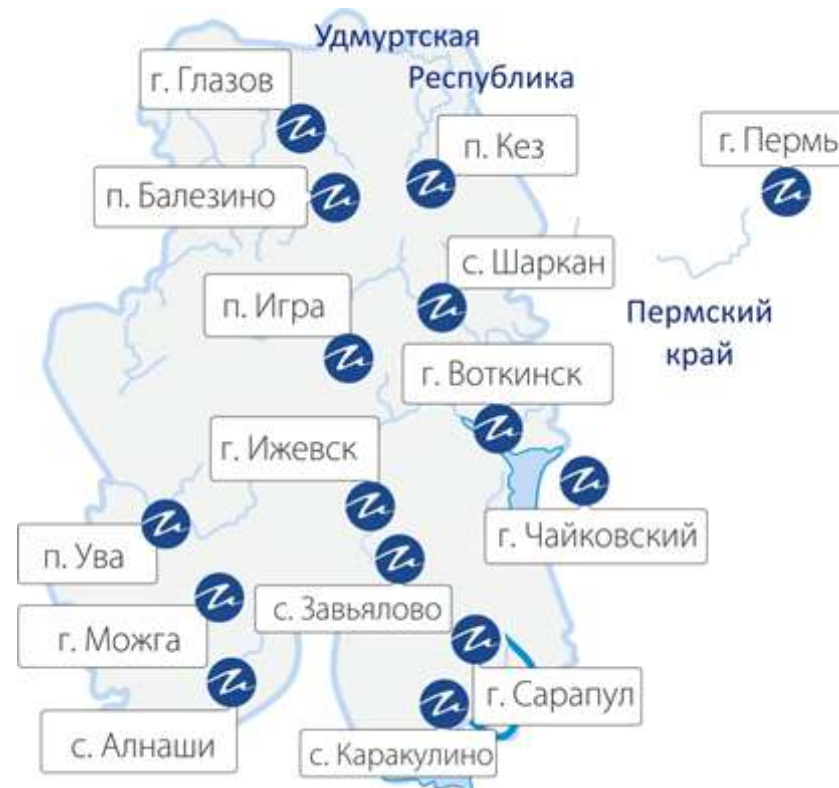 Удмуртская
Республика
г. Глазов
г. Пермь
п. Кез
п. Балезино
с. Шаркан
п. Игра
Пермский
край
г. Воткинск
г. Ижевск
г. Чайковский
п. Ува
с. Завьялово
г. Можга
г. Сарапул
с. Алнаши
с. Каракулино